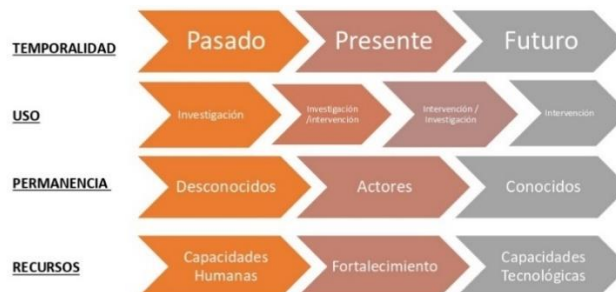 TEMPORALIDAD
Pasado
Presente
Futuro
USO
Investigación
Investigación
/intervención
Intervención /
Investigación
Intervención
PERMANENCIA
Desconocidos
Actores
Conocidos
RECURSOS
Capacidades
Humanas
Fortalecimiento
Capacidades
Tecnológicas